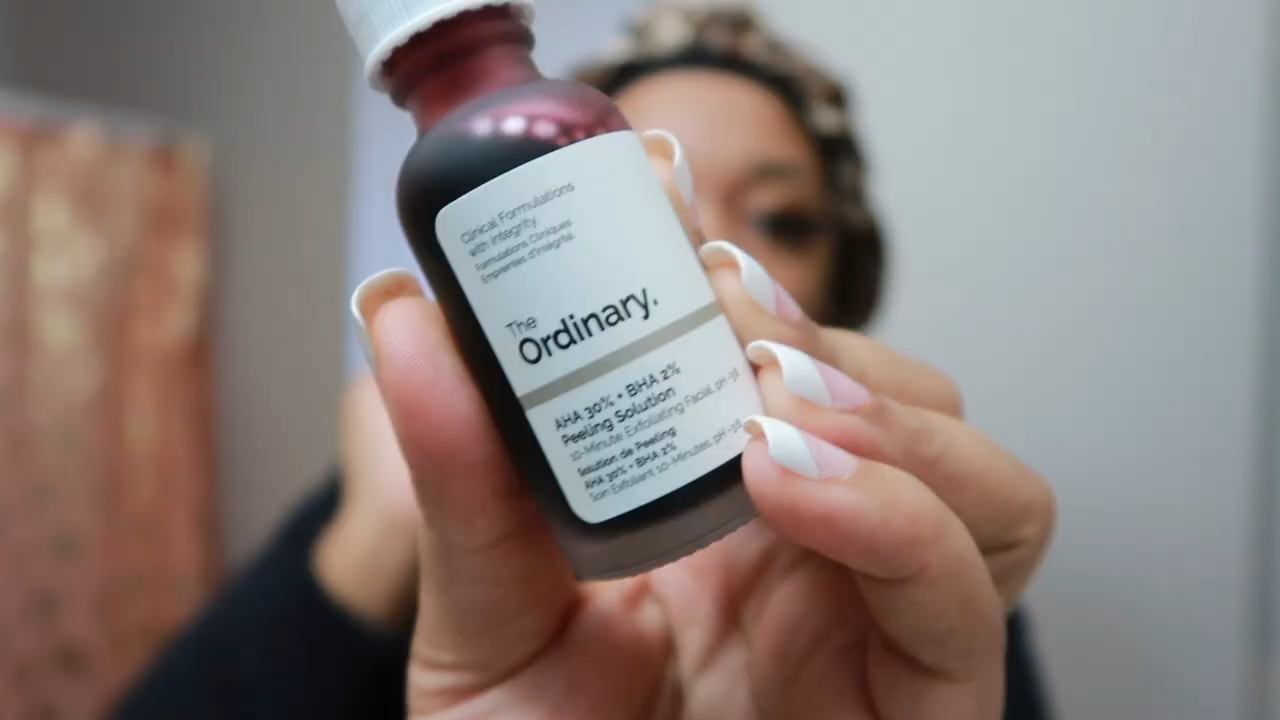 Clinical Formulations
with Integrity.
Formulations Cliniques
Empreintes d'Intégrité.
The
Ordinary.
AHA 30% + BHA 2%
Peeling Solution
10-Minute Exfoliating Facial, pH ~3.6
Solution de Peeling
AHA 30% + BHA 2%
Soin Exfoliant 10-Minutes, pH ~3.6